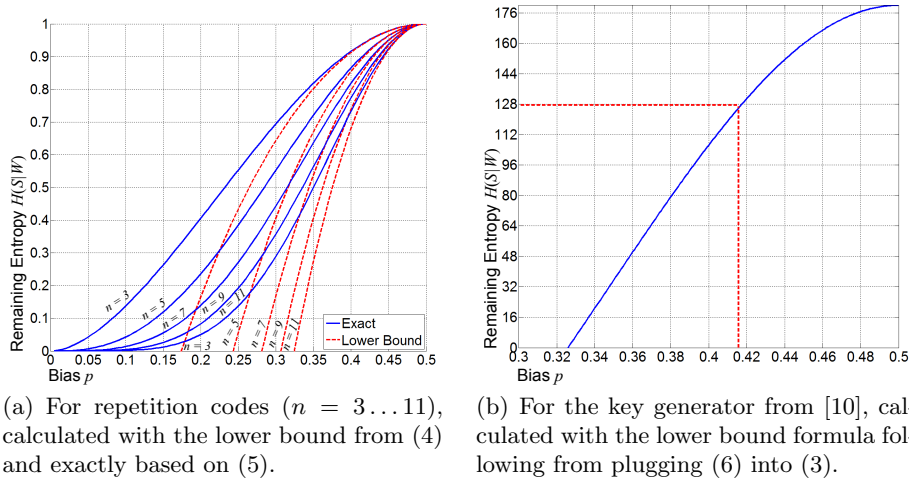 Remaining Entropy H(S|W)
1
0.9
0.8
0.7
0.6
0.5
0.4
0.3
0.2
0.1
0
n = 3
n = 5
n = 7
n = 9
n = 11
n = 3
n = 5
n = 7
n = 9
n = 11
Exact
Lower Bound
0 0.05 0.1 0.15 0.2 0.25 0.3 0.35 0.4 0.45 0.5
Bias p
(a) For repetition codes (n = 3 . . . 11),
calculated with the lower bound from (4)
and exactly based on (5).
Remaining Entropy H(S|W)
176
160
144
128
112
96
80
64
48
32
16
0.3 0.32 0.34 0.36 0.38 0.4 0.42 0.44 0.46 0.48 0.5
Bias p
(b) For the key generator from [10], cal-
culated with the lower bound formula fol-
lowing from plugging (6) into (3).